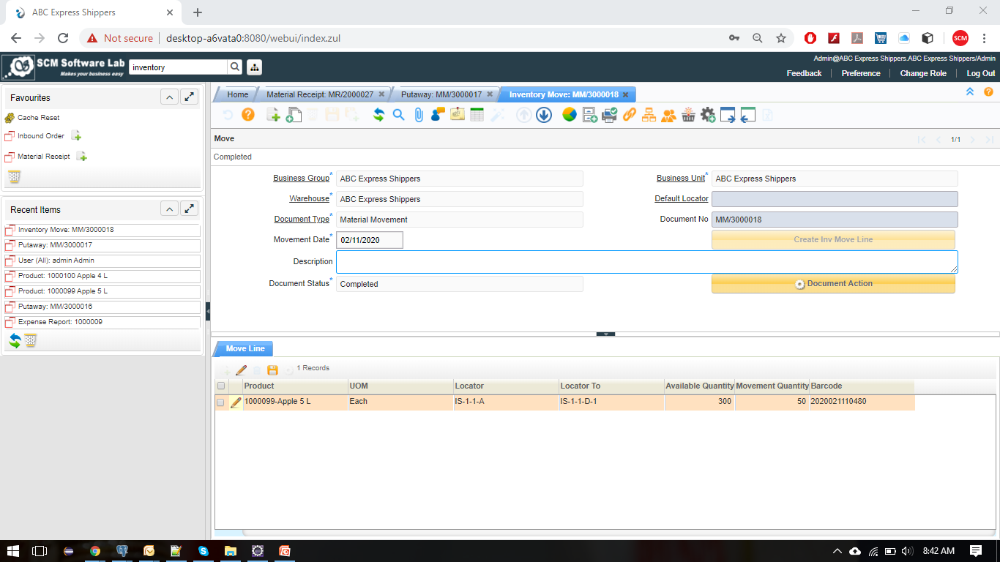 ABC Express Shippers
Not secure desktop-a6vata0:8080/webui/index.zul
SCM
SCM Software Lab
Makes your business easy
inventory
Admin@ABC Express Shippers.ABC Express Shippers/Admin
Feedback Preference Change Role Log Out
Favourites
Cache Reset
Inbound Order
Material Receipt
Recent Items
Inventory Move: MM/3000018
Putaway: MM/3000017
User (All): admin Admin
Product: 1000100 Apple 4 L
Product: 1000099 Apple 5 L
Putaway: MM/3000016
Expense Report: 1000009
Home Material Receipt: MR/2000027 Putaway: MM/3000017 Inventory Move: MM/3000018
Move 1/1
Completed
Business Group* ABC Express Shippers Business Unit* ABC Express Shippers
Warehouse* ABC Express Shippers Default Locator
Document Type* Material Movement Document No MM/3000018
Movement Date* 02/11/2020 Create Inv Move Line
Description
Document Status* Completed Document Action
Move Line
1 Records
Product UOM Locator Locator To Available Quantity Movement Quantity Barcode
1000099-Apple 5 L Each IS-1-1-A IS-1-1-D-1 300 50 2020021110480
8:42 AM